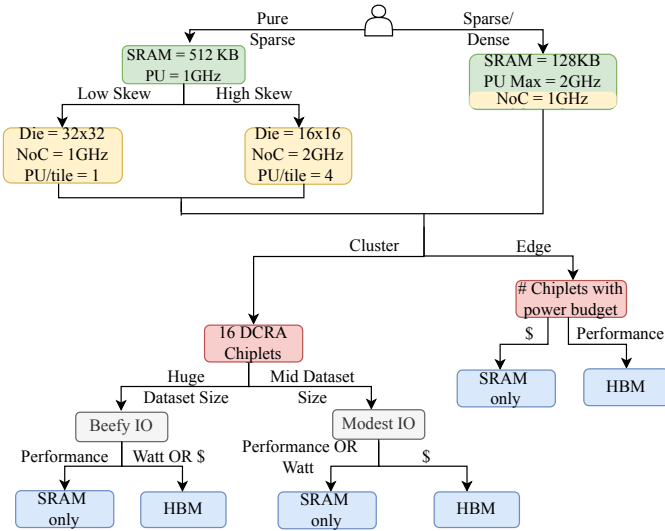 Pure
Sparse
Sparse/
Dense
SRAM = 512 KB
PU = 1GHz
SRAM = 128KB
PU Max = 2GHz
NoC = 1GHz
Low Skew
High Skew
Die = 32x32
NoC = 1GHz
PU/tile = 1
Die = 16x16
NoC = 2GHz
PU/tile = 4
Cluster
Edge
# Chiplets with
power budget
16 DCRA
Chiplets
$
Performance
SRAM
only
HBM
Huge
Dataset Size
Mid Dataset
Size
Beefy IO
Modest IO
Performance
Watt OR $
Performance OR
Watt
$
SRAM
only
HBM
SRAM
only
HBM